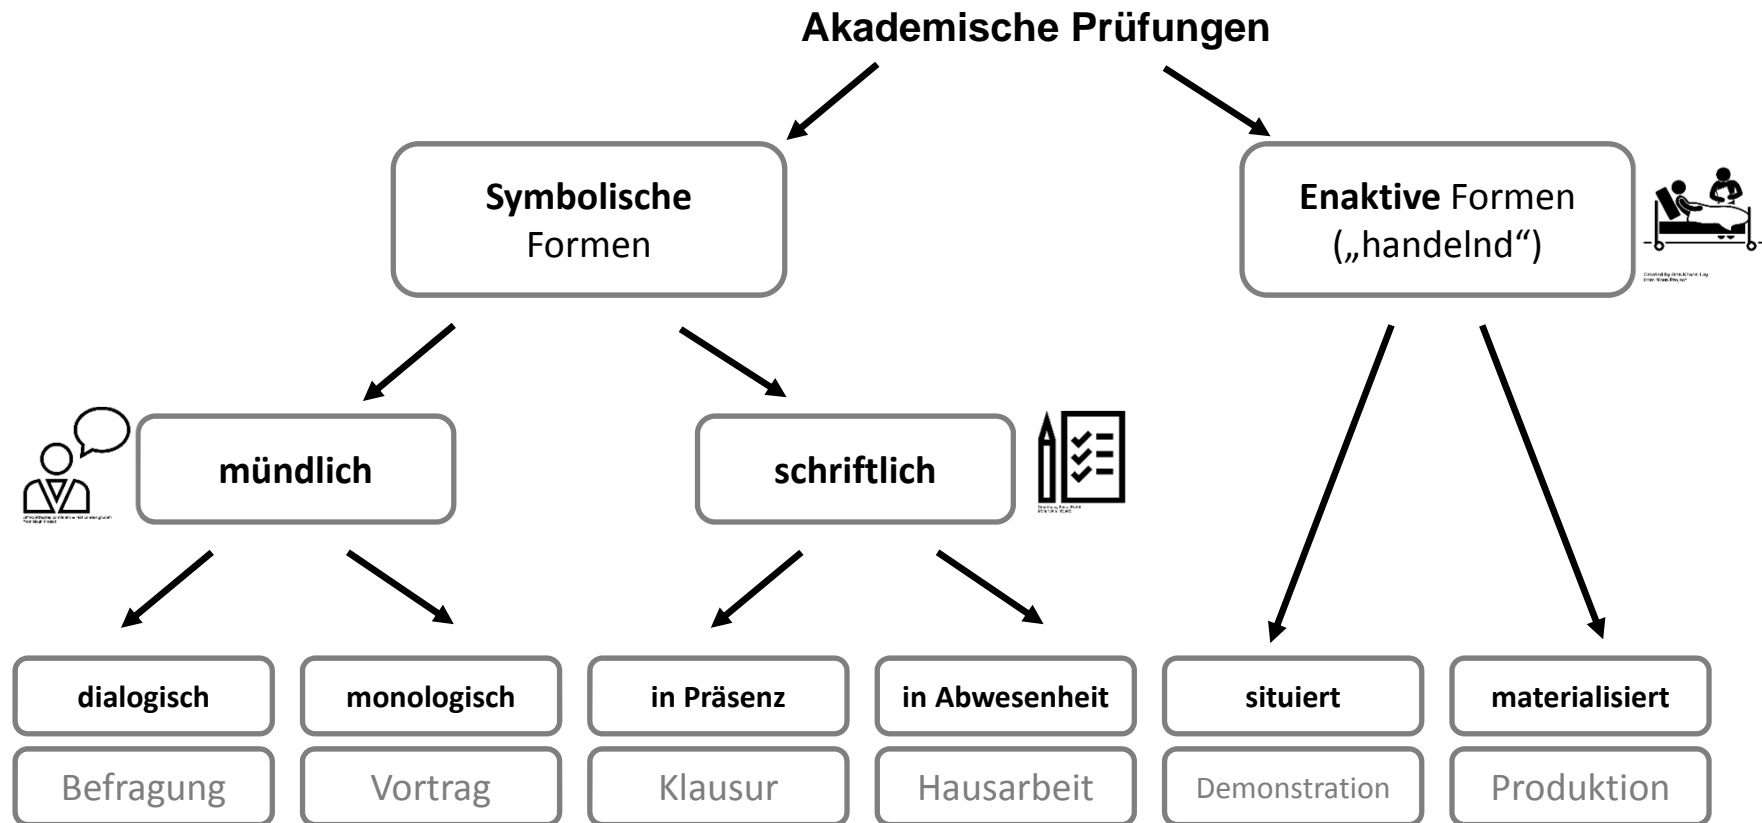 Akademische Prüfungen
Symbolische
Formen
Enaktive Formen
(„handelnd“)
mündlich
schriftlich
dialogisch
monologisch
in Präsenz
in Abwesenheit
situiert
materialisiert
Befragung
Vortrag
Klausur
Hausarbeit
Demonstration
Produktion